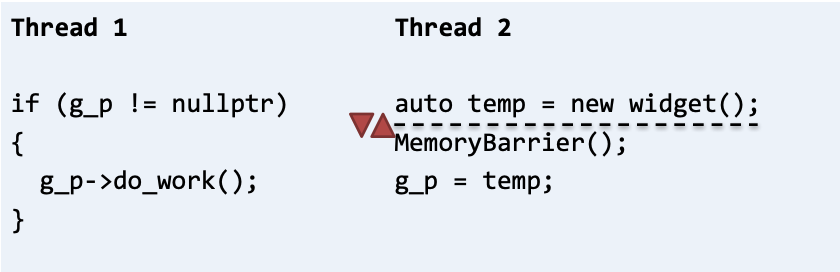 Thread 1
if (g_p != nullptr)
{
g_p->do_work();
}
Thread 2
auto temp = new widget();
MemoryBarrier();
g_p = temp;